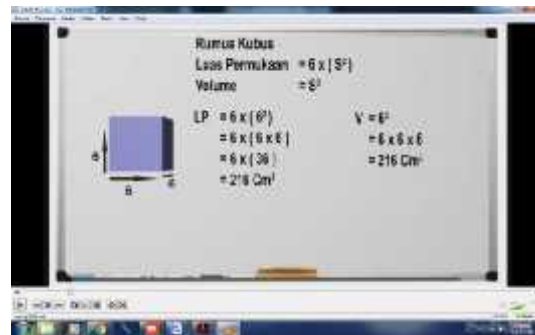 Rumus Kubus
Luas Permukaan = 6 x ( S² )
Volume = S³
LP = 6 x ( 6² )
= 6 x ( 6 x 6 )
= 6 x ( 36 )
= 216 Cm²
V = 6³
= 6 x 6 x 6
= 216 Cm³
6
6
6